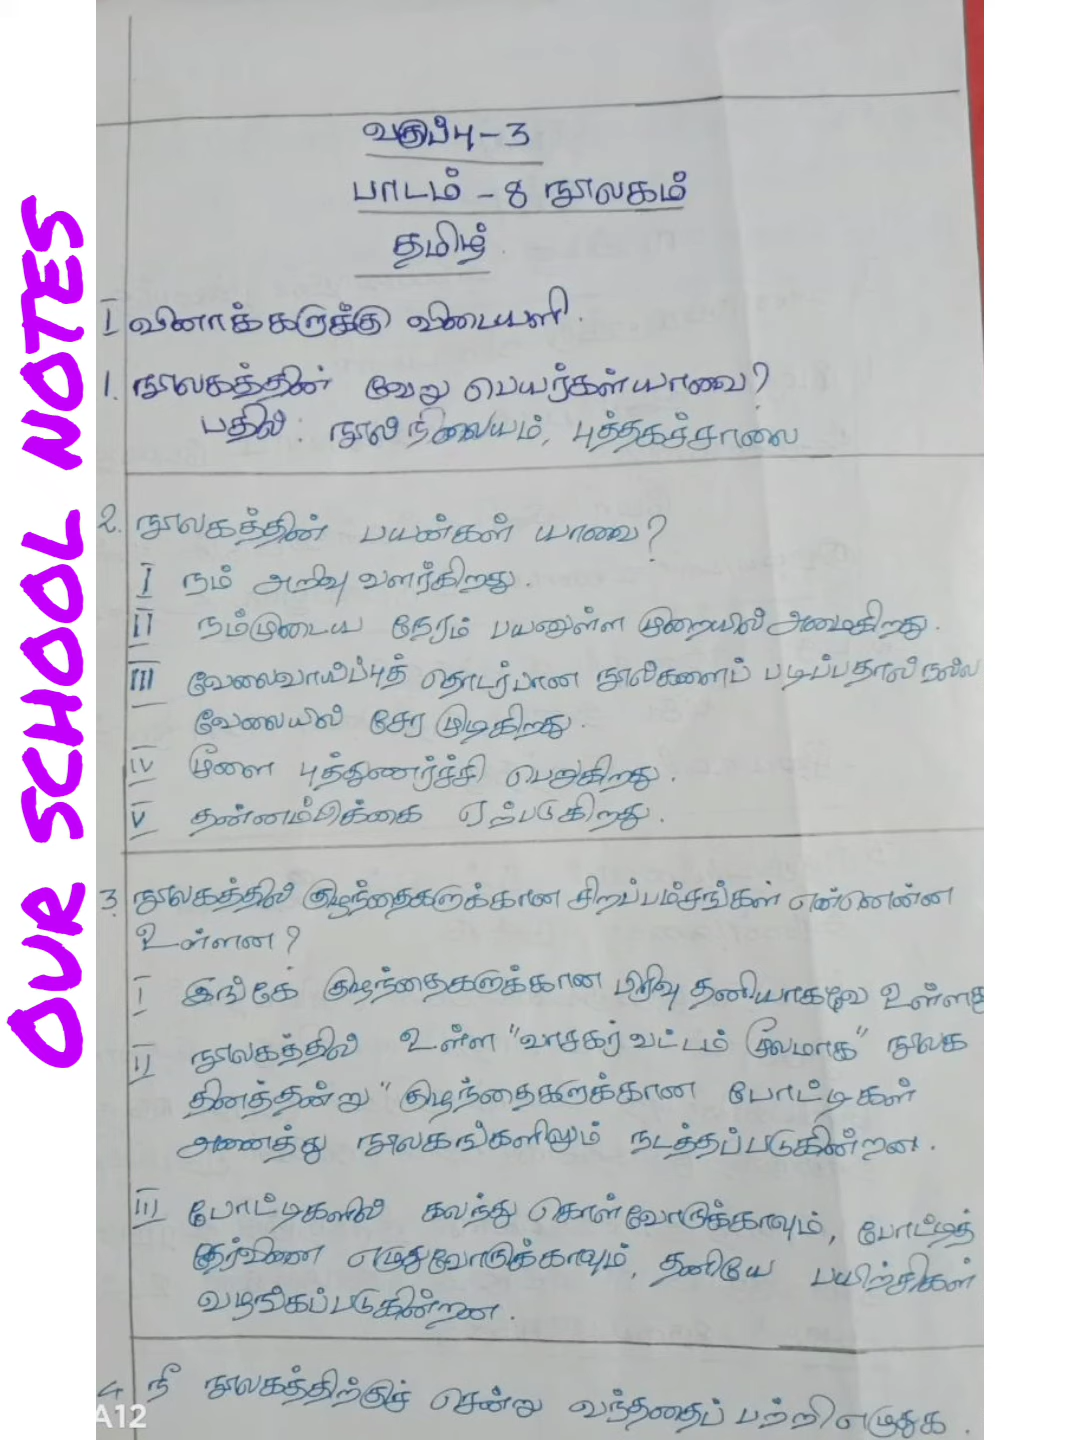 OUR SCHOOL NOTES
வகுப்பு - 3
பாடம் - 8 நூலகம்
தமிழ்
I வினாக்களுக்கு விடையளி.
1. நூலகத்தின் வேறு பெயர்கள் யாவை?
பதில் : நூல் நிலையம், புத்தகச்சாலை
2. நூலகத்தின் பயன்கள் யாவை?
I நம் அறிவு வளர்கிறது.
II நம்முடைய நேரம் பயனுள்ள முறையில் அமைகிறது.
III வேலைவாய்ப்புத் தொடர்பான நூல்களைப் படிப்பதால் நல்ல
வேலையில் சேர முடிகிறது.
IV மூளை புத்துணர்ச்சி பெறுகிறது.
V தன்னம்பிக்கை ஏற்படுகிறது.
3. நூலகத்தில் குழந்தைகளுக்கான சிறப்பம்சங்கள் என்னென்ன
உள்ளன?
I இங்கே குழந்தைகளுக்கான பிரிவு தனியாகவே உள்ளது
II நூலகத்தில் உள்ள "வாசகர் வட்டம் மூலமாக" நூலக
தினத்தன்று" குழந்தைகளுக்கான போட்டிகள்
அனைத்து நூலகங்களிலும் நடத்தப்படுகின்றன.
III போட்டிகளில் கலந்து கொள்வோருக்காவும், போட்டித்
தேர்வினை எழுதுவோருக்காவும், தனியே பயிற்சிகள்
வழங்கப்படுகின்றன.
4 நீ நூலகத்திற்குச் சென்று வந்ததைப் பற்றி எழுதுக.
A12